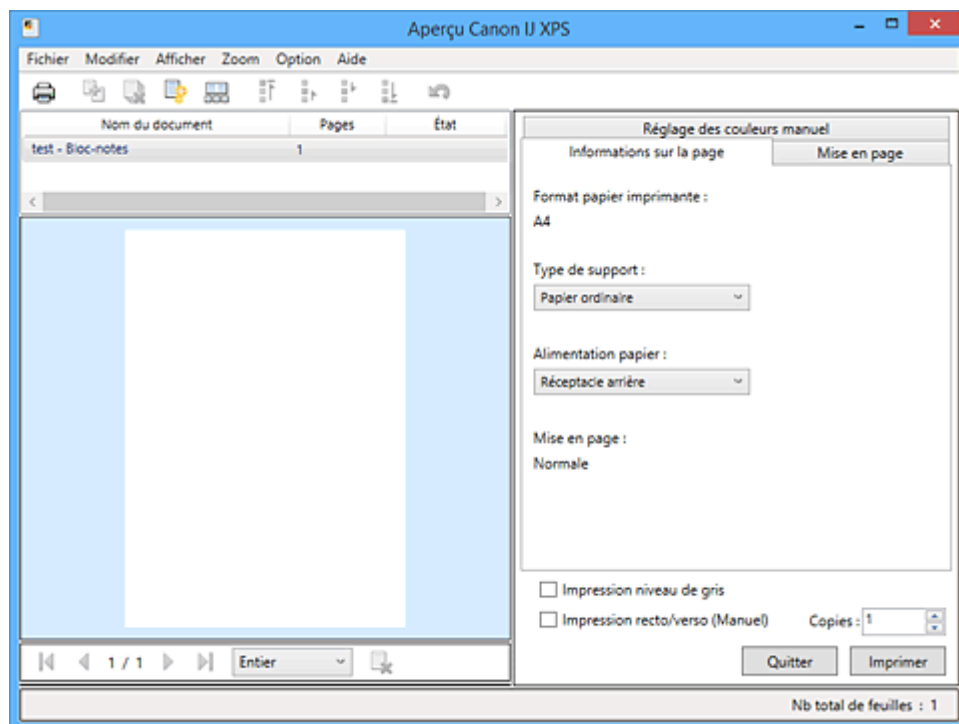 Aperçu Canon IJ XPS
Fichier Modifier Afficher Zoom Option Aide
Nom du document Pages État
test - Bloc-notes 1
Réglage des couleurs manuel
Informations sur la page Mise en page
Format papier imprimante :
A4
Type de support :
Papier ordinaire
Alimentation papier :
Réceptacle arrière
Mise en page :
Normale
Impression niveau de gris
Impression recto/verso (Manuel) Copies : 1
1 / 1 Entier
Quitter Imprimer
Nb total de feuilles : 1